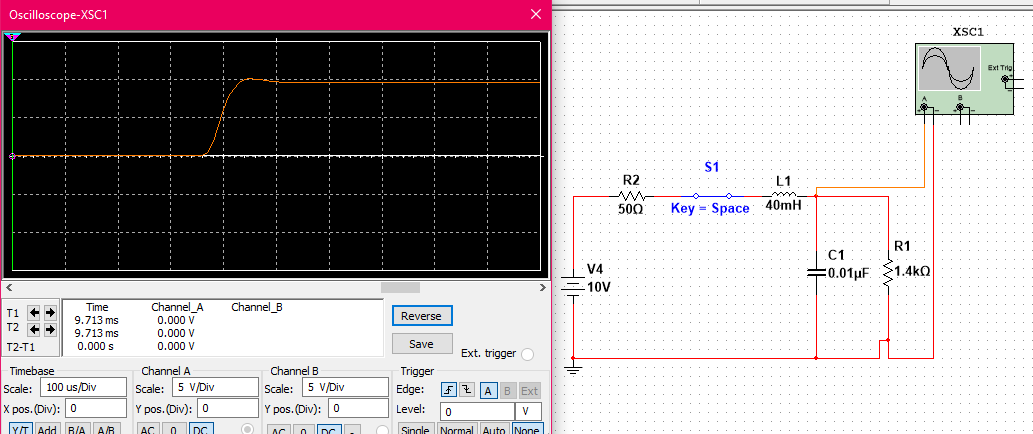 Oscilloscope-XSC1
T1
T2
T2-T1
Time Channel_A Channel_B
9.713 ms 0.000 V
9.713 ms 0.000 V
0.000 s 0.000 V
Reverse
Save
Ext. trigger
Timebase
Scale: 100 us/Div
X pos.(Div): 0
Y/T Add B/A A/B
Channel A
Scale: 5 V/Div
Y pos.(Div): 0
AC 0 DC
Channel B
Scale: 5 V/Div
Y pos.(Div): 0
AC 0 DC -
Trigger
Edge: A B Ext
Level: 0 V
Single Normal Auto None
XSC1
Ext Trig
A B
S1
Key = Space
R2
50Ω
L1
40mH
V4
10V
C1
0.01µF
R1
1.4kΩ